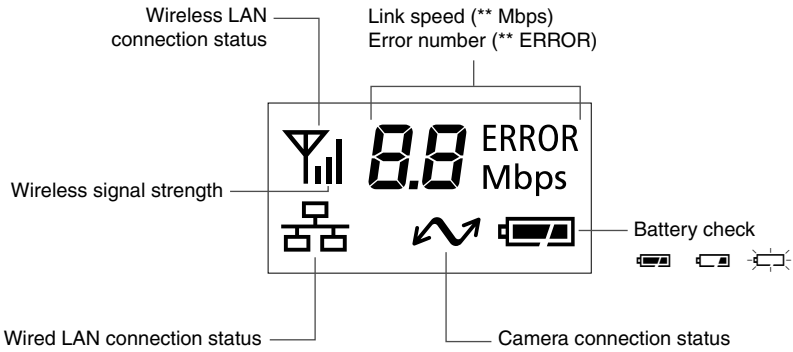 Wireless LAN
connection status
Link speed (** Mbps)
Error number (** ERROR)
8.8 ERROR
Mbps
Wireless signal strength
Battery check
Wired LAN connection status
Camera connection status